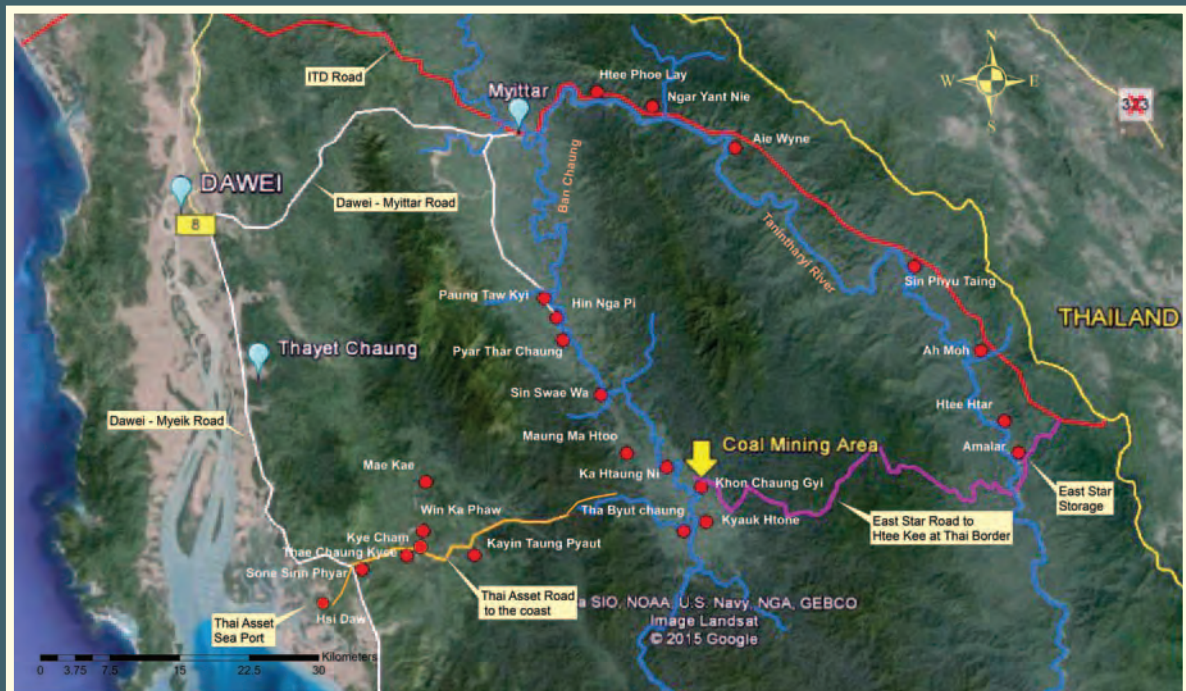 N
W E
S
ITD Road
Myittar
Htee Phoe Lay
Ngar Yant Nie
Aie Wyne
DAWEI
8
Dawei - Myittar Road
Ban Chaung
Tanintharyi River
Sin Phyu Taing
THAILAND
Paung Taw Kyi
Hin Nga Pi
Pyar Thar Chaung
Thayet Chaung
Ah Moh
Sin Swae Wa
Dawei - Myeik Road
Htee Htar
Maung Ma Htoo
Coal Mining Area
Amalar
Mae Kae
Ka Htaung Ni
Khon Chaung Gyi
East Star
Storage
Win Ka Phaw
Tha Byut chaung
Kyauk Htone
East Star Road to
Htee Kee at Thai Border
Kye Cham
Thae Chaung Kyee
Kayin Taung Pyaut
Sone Sinn Phyar
Thai Asset Road
to the coast
Thai Asset
Sea Port
Hsi Daw
a SIO, NOAA, U.S. Navy, NGA, GEBCO
Image Landsat
© 2015 Google
Kilometers
0 3.75 7.5 15 22.5 30